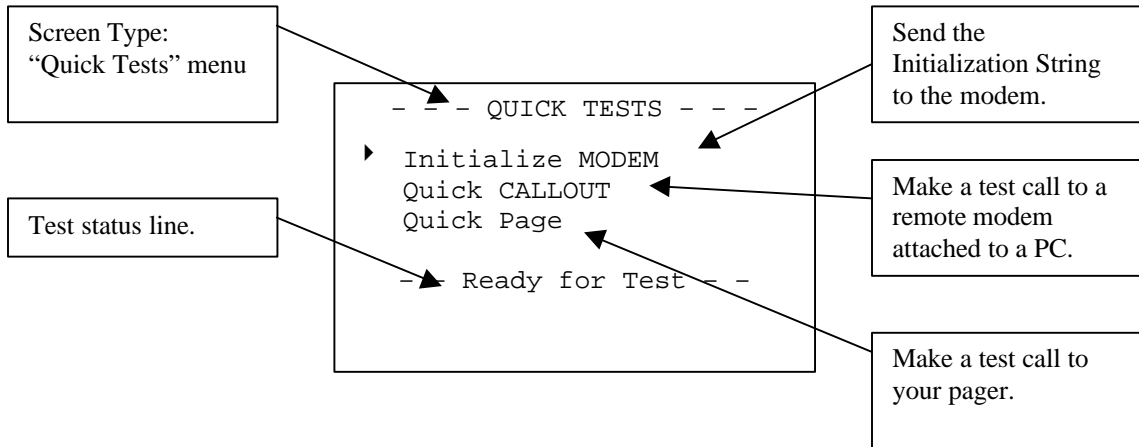 Screen Type:
“Quick Tests” menu
Test status line.
- - - QUICK TESTS - - -
Initialize MODEM
Quick CALLOUT
Quick Page
- - Ready for Test - -
Send the
Initialization String
to the modem.
Make a test call to a
remote modem
attached to a PC.
Make a test call to
your pager.